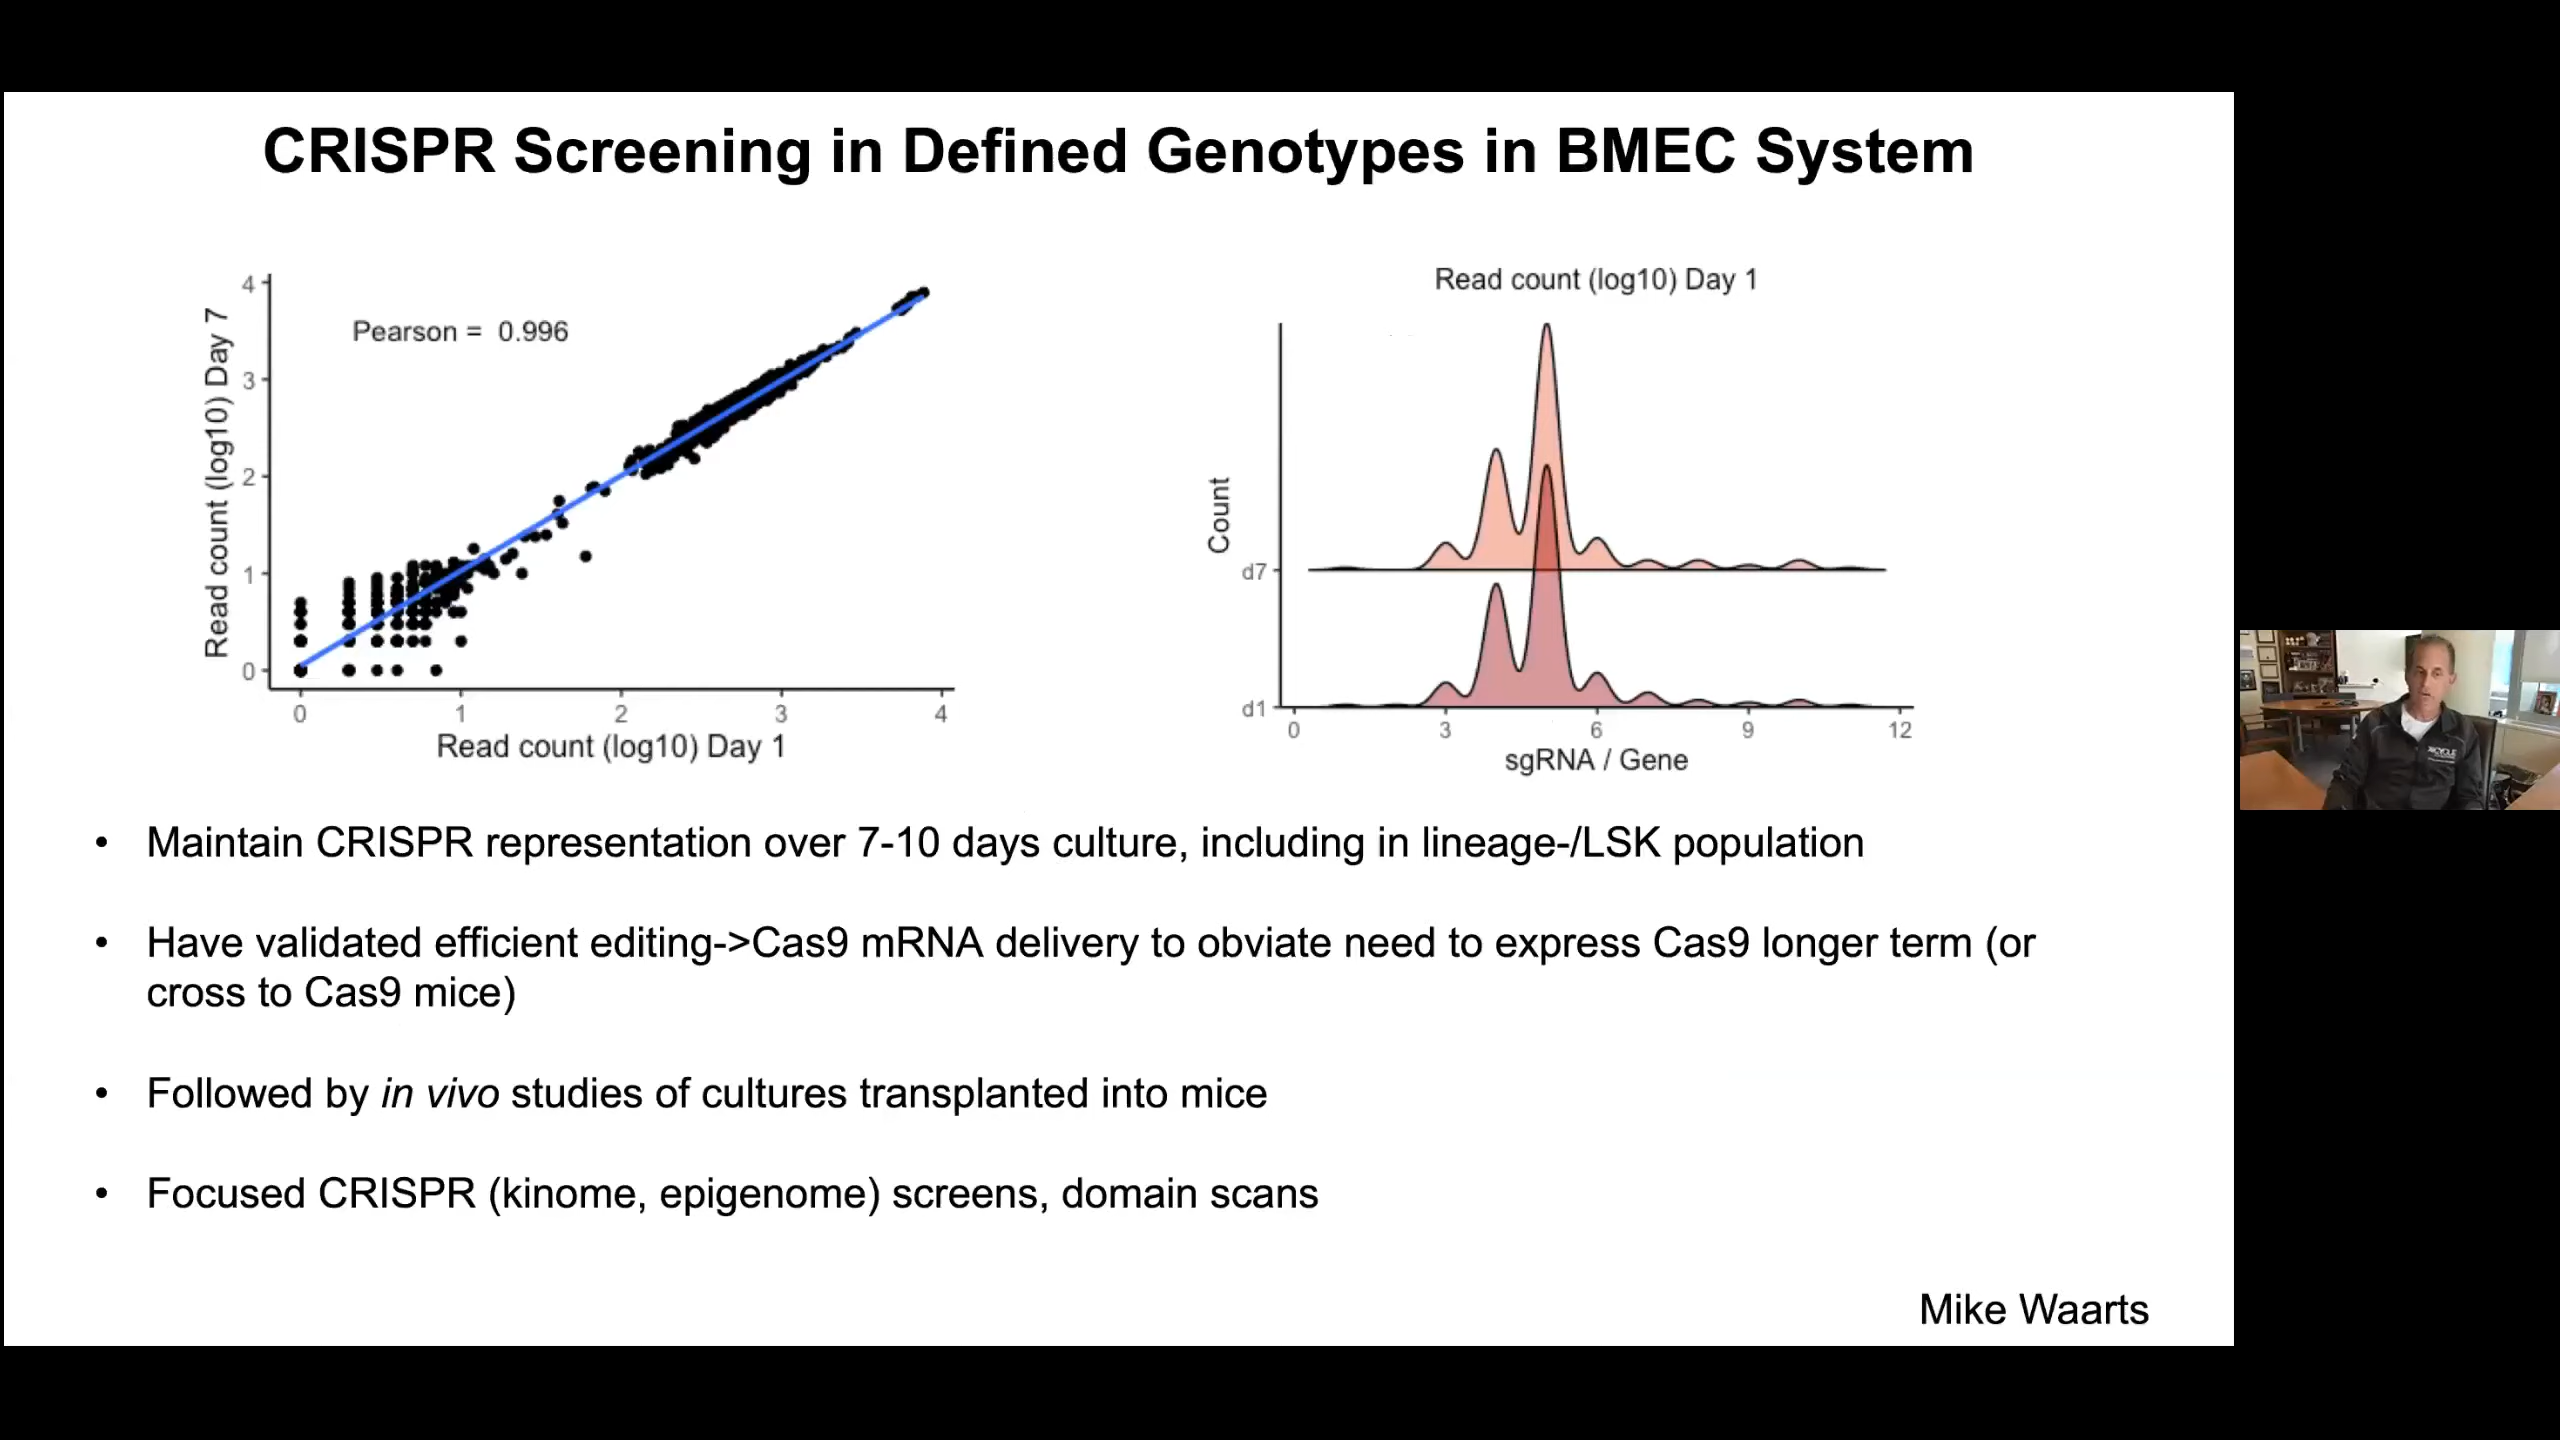 CRISPR Screening in Defined Genotypes in BMEC System
Read count (log10) Day 7
4
3
2
1
0
Pearson = 0.996
0 1 2 3 4
Read count (log10) Day 1
Read count (log10) Day 1
Count
d7
d1
0 3 6 9 12
sgRNA / Gene
• Maintain CRISPR representation over 7-10 days culture, including in lineage-/LSK population
• Have validated efficient editing->Cas9 mRNA delivery to obviate need to express Cas9 longer term (or
cross to Cas9 mice)
• Followed by in vivo studies of cultures transplanted into mice
• Focused CRISPR (kinome, epigenome) screens, domain scans
Mike Waarts